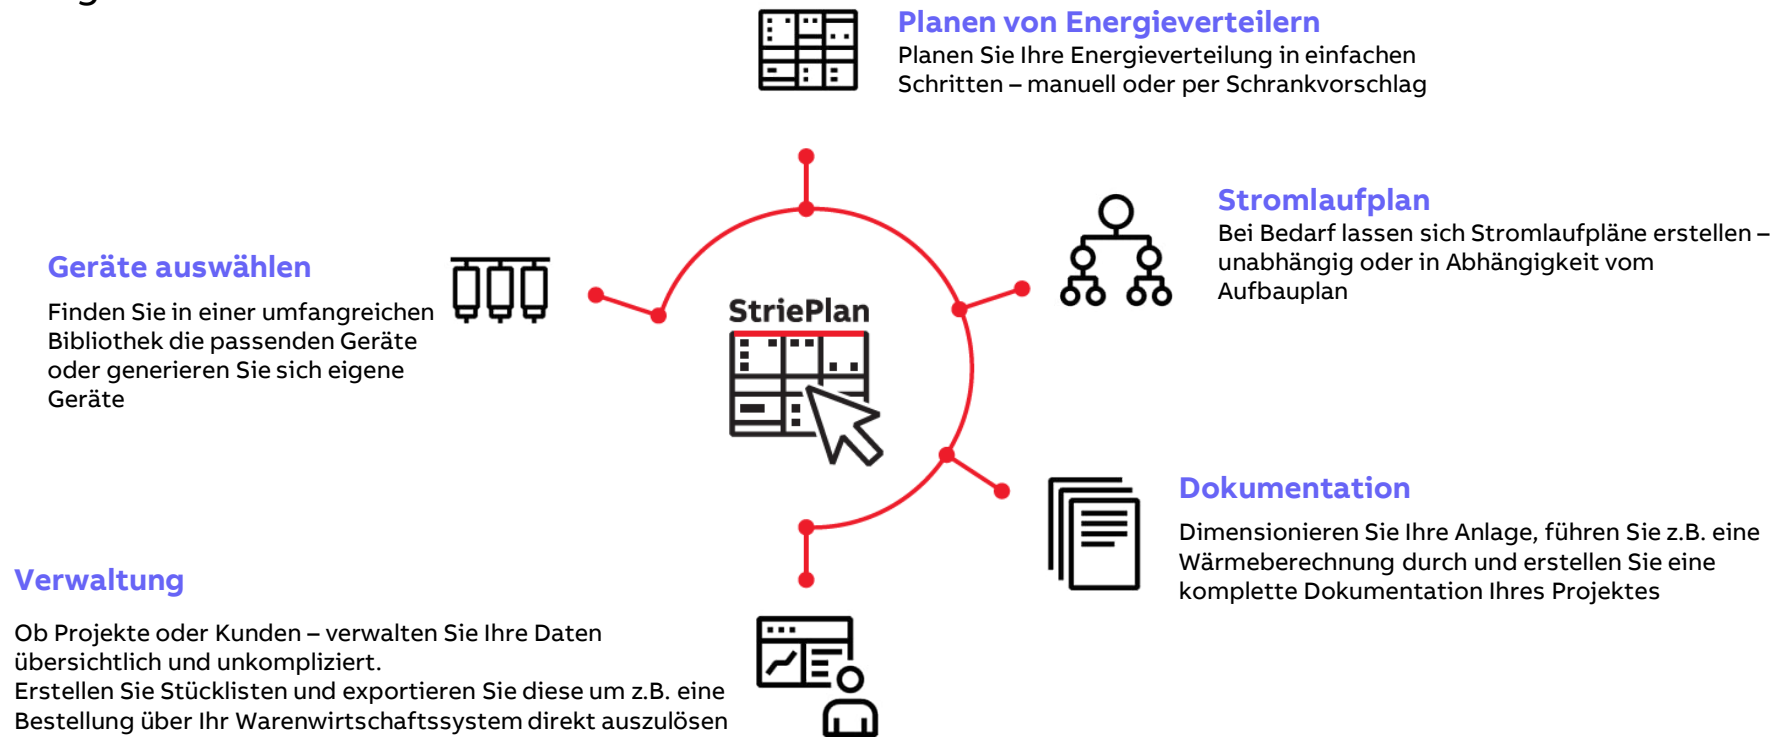 Planen von Energieverteilern
Planen Sie Ihre Energieverteilung in einfachen
Schritten – manuell oder per Schrankvorschlag
Stromlaufplan
Bei Bedarf lassen sich Stromlaufpläne erstellen –
unabhängig oder in Abhängigkeit vom
Aufbauplan
Geräte auswählen
Finden Sie in einer umfangreichen
Bibliothek die passenden Geräte
oder generieren Sie sich eigene
Geräte
StriePlan
Dokumentation
Dimensionieren Sie Ihre Anlage, führen Sie z.B. eine
Wärmeberechnung durch und erstellen Sie eine
komplette Dokumentation Ihres Projektes
Verwaltung
Ob Projekte oder Kunden – verwalten Sie Ihre Daten
übersichtlich und unkompliziert.
Erstellen Sie Stücklisten und exportieren Sie diese um z.B. eine
Bestellung über Ihr Warenwirtschaftssystem direkt auszulösen